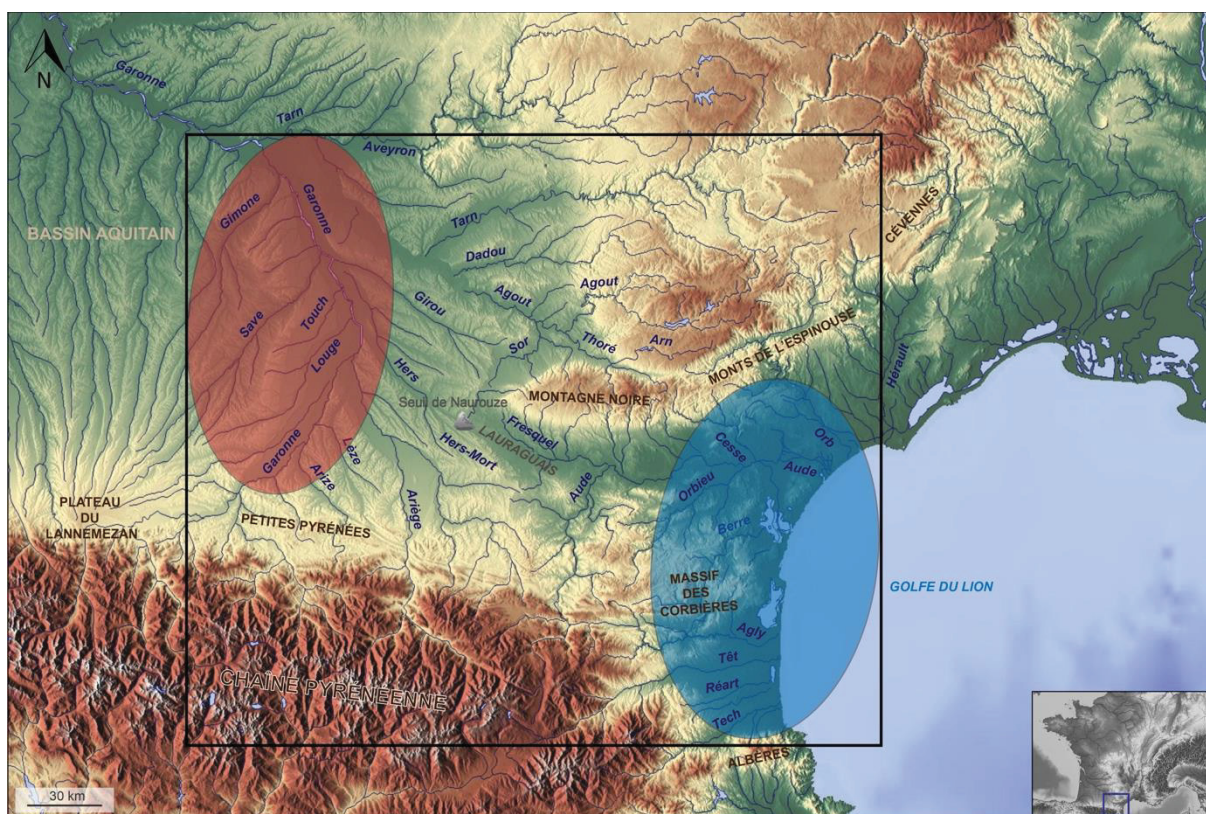 N
Garonne
Tarn
Aveyron
Gimone
Garonne
BASSIN AQUITAIN
CÉVENNES
Tarn
Dadou
Agout
Agout
Girou
Save
Touch
Louge
Sor
Thoré
Arn
MONTS DE L'ESPINOUSE
Hérault
Hers
MONTAGNE NOIRE
Seuil de Naurouze
LAURAGUAIS
Fresquel
Hers-Mort
Cesse
Orb
Aude
Orbieu
Aude
Garonne
Lèze
Arize
Ariège
Berre
PLATEAU
DU
LANNEMEZAN
PETITES PYRÉNÉES
MASSIF
DES
CORBIÈRES
GOLFE DU LION
Agly
Têt
Réart
Tech
CHAÎNE PYRÉNÉENNE
ALBÈRES
30 km